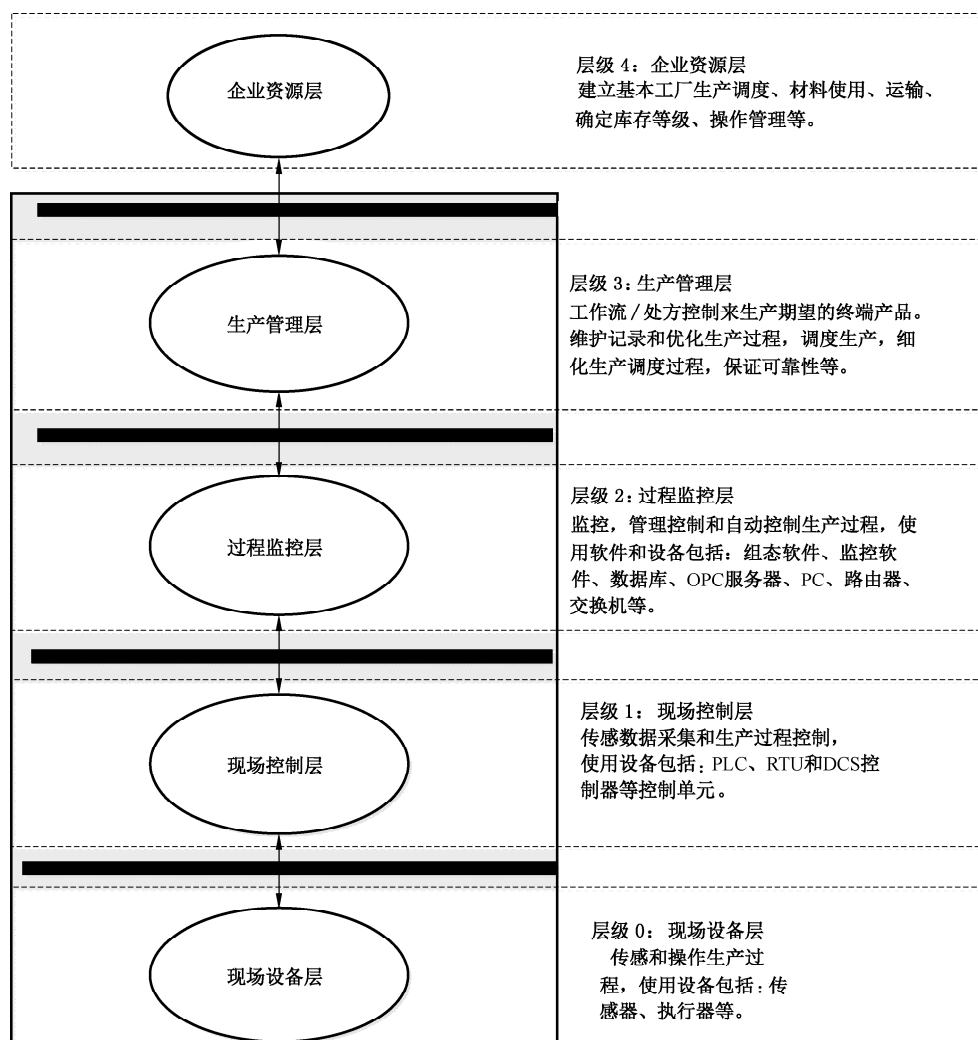 企业资源层
层级 4：企业资源层
建立基本工厂生产调度、材料使用、运输、
确定库存等级、操作管理等。
生产管理层
层级 3：生产管理层
工作流/处方控制来生产期望的终端产品。
维护记录和优化生产过程，调度生产，细
化生产调度过程，保证可靠性等。
过程监控层
层级 2：过程监控层
监控，管理控制和自动控制生产过程，使
用软件和设备包括：组态软件、监控软
件、数据库、OPC服务器、PC、路由器、
交换机等。
现场控制层
层级 1：现场控制层
传感数据采集和生产过程控制，
使用设备包括：PLC、RTU和DCS控
制器等控制单元。
现场设备层
层级 0：现场设备层
传感和操作生产过
程，使用设备包括：传
感器、执行器等。